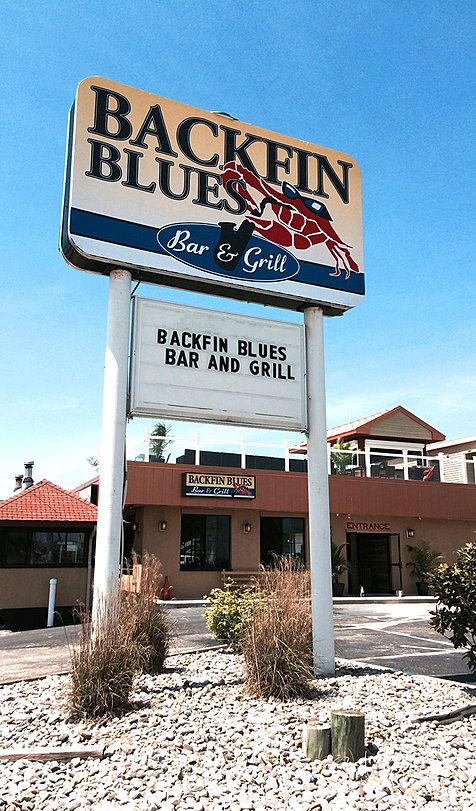 BACKFIN
BLUES
Bar & Grill
BACKFIN BLUES
BAR AND GRILL
BACKFIN BLUES
Bar & Grill
ENTRANCE